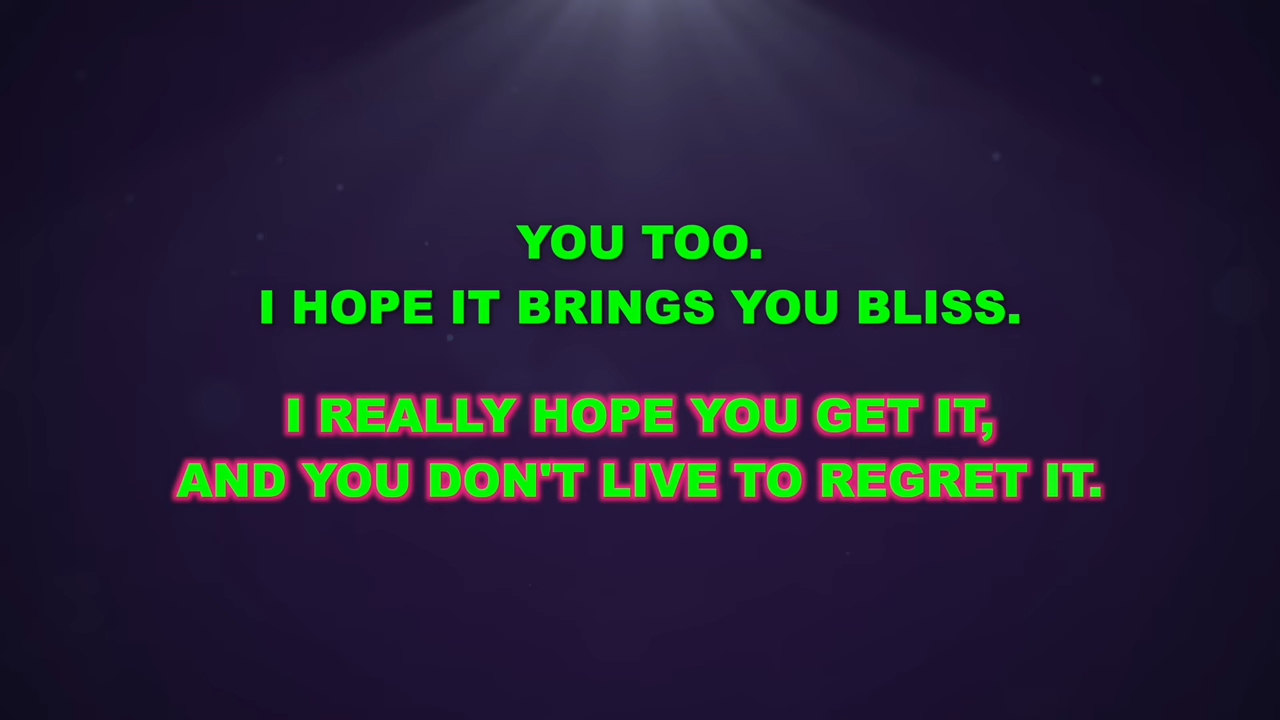 YOU TOO.
I HOPE IT BRINGS YOU BLISS.
I REALLY HOPE YOU GET IT,
AND YOU DON'T LIVE TO REGRET IT.